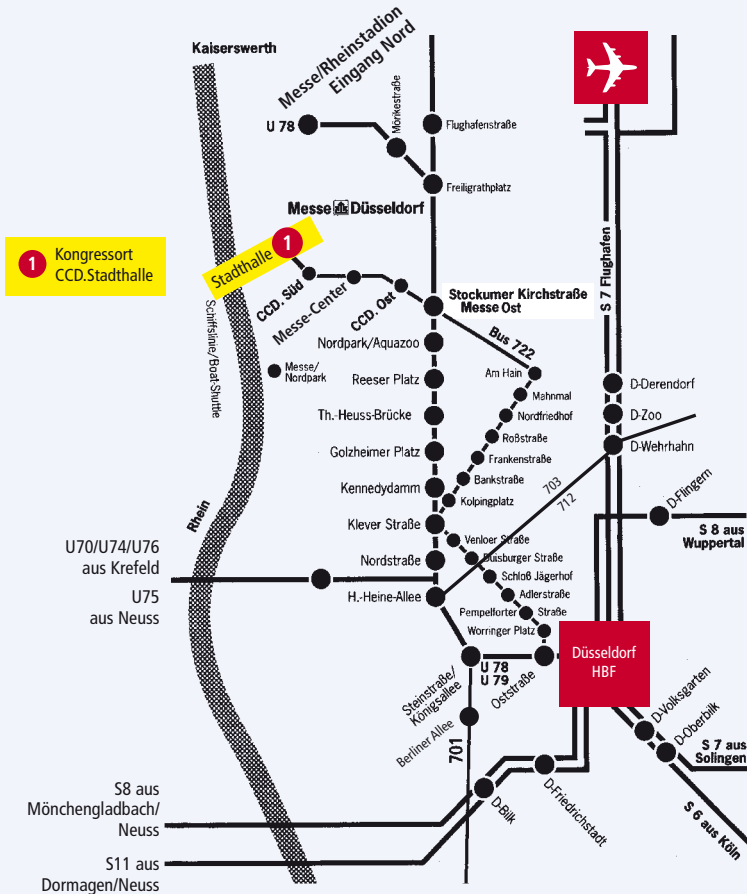 Kaiserswerth
Messe/Rheinstadion
Eingang Nord
U 78
Mörikestraße
Flughafenstraße
Freiligrathplatz
Messe Düsseldorf
1
Kongressort
CCD.Stadthalle
Stadthalle
1
CCD. Süd
Messe-Center
CCD. Ost
Stockumer Kirchstraße
Messe Ost
S 7 Flughafen
Schiffslinie/Boat-Shuttle
Bus 722
Nordpark/Aquazoo
Messe/
Nordpark
Reeser Platz
Am Hain
Mahnmal
D-Derendorf
Th.-Heuss-Brücke
Nordfriedhof
D-Zoo
Roßstraße
Golzheimer Platz
Frankenstraße
D-Wehrhahn
Bankstraße
703
712
Kennedydamm
Kolpingplatz
Rhein
Klever Straße
D-Flingern
S 8 aus
Wuppertal
Venloer Straße
U70/U74/U76
aus Krefeld
Nordstraße
Duisburger Straße
Schloß Jägerhof
U75
aus Neuss
H.-Heine-Allee
Adlerstraße
Pempelforter Straße
Worringer Platz
Düsseldorf
HBF
U 78
U 79
Steinstraße/
Königsallee
Oststraße
D-Volksgarten
D-Oberbilk
Berliner Allee
701
S 7 aus
Solingen
S8 aus
Mönchengladbach/
Neuss
D-Bilk
D-Friedrichstadt
S 6 aus Köln
S11 aus
Dormagen/Neuss